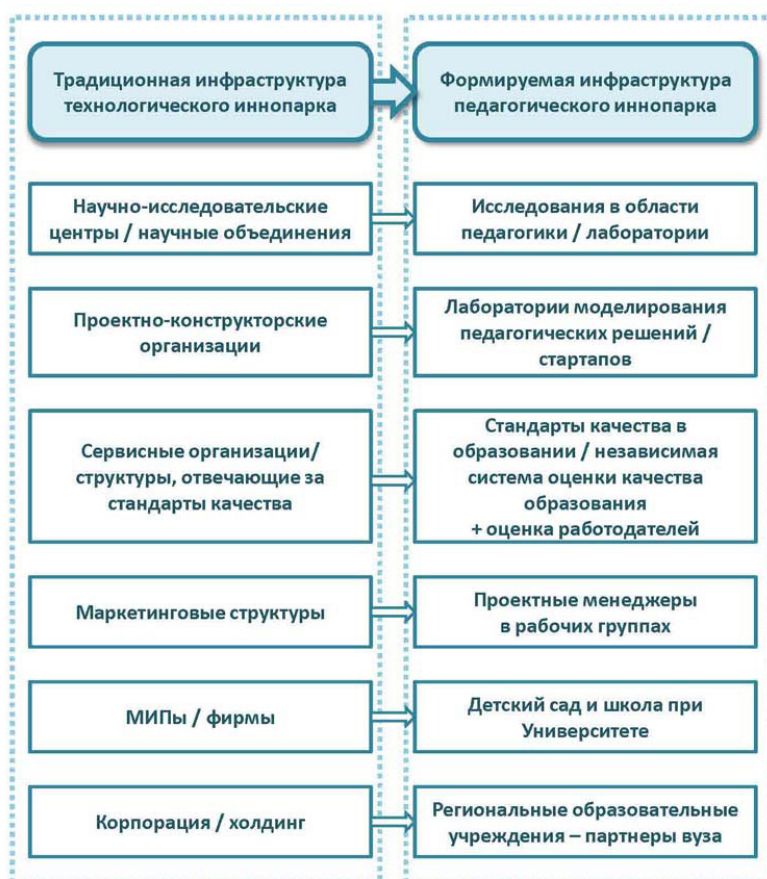 Традиционная инфраструктура
технологического иннопарка
Формируемая инфраструктура
педагогического иннопарка
Научно-исследовательские
центры / научные объединения
Исследования в области
педагогики / лаборатории
Проектно-конструкторские
организации
Лаборатории моделирования
педагогических решений /
стартапов
Сервисные организации/
структуры, отвечающие за
стандарты качества
Стандарты качества в
образовании / независимая
система оценки качества
образования
+ оценка работодателей
Маркетинговые структуры
Проектные менеджеры
в рабочих группах
МИПы / фирмы
Детский сад и школа при
Университете
Корпорация / холдинг
Региональные образовательные
учреждения – партнеры вуза